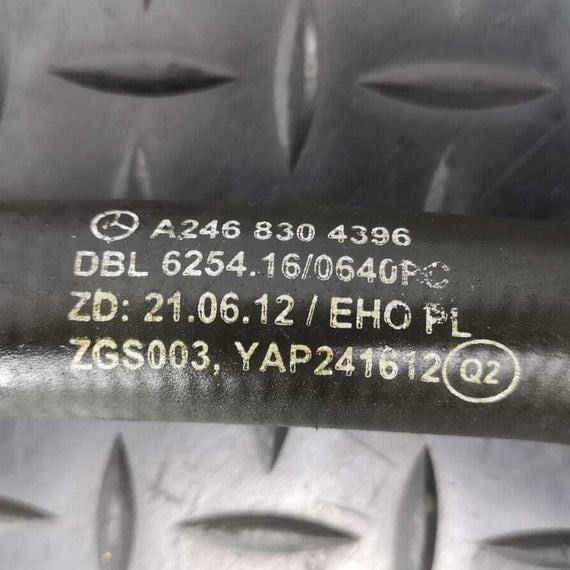 A246 830 4396
DBL 6254.16/0640PC
ZD: 21.06.12 / EHO PL
ZGS003, YAP241612 Q2